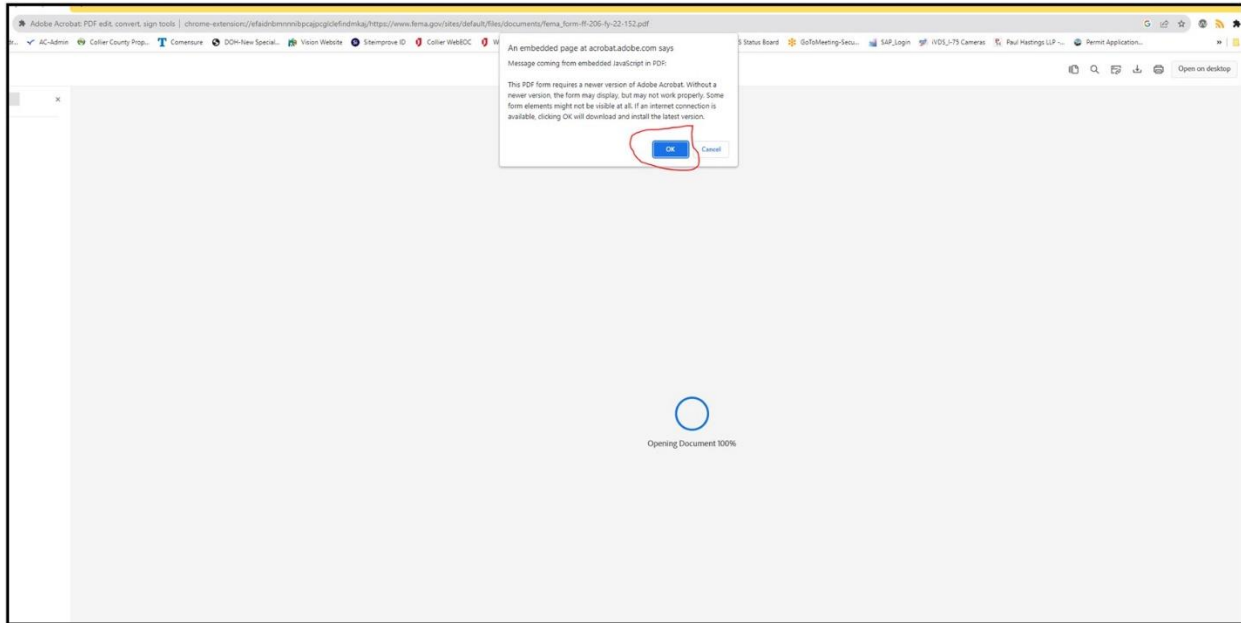 Adobe Acrobat: PDF edit, convert, sign tools | chrome-extension://efaidnbmnnnibpcajpcglclefindmkaj/https://www.fema.gov/sites/default/files/documents/fema_form-ff-206-fy-22-152.pdf
AC-Admin Collier County Prop... Comensure DOH-New Special... Vision Website Siteimprove ID Collier WebEOC W S Status Board GoToMeeting-Secu... SAP_Login iVDS_I-75 Cameras Paul Hastings LLP -... Permit Application... »
An embedded page at acrobat.adobe.com says
Message coming from embedded JavaScript in PDF:
This PDF form requires a newer version of Adobe Acrobat. Without a
newer version, the form may display, but may not work properly. Some
form elements might not be visible at all. If an internet connection is
available, clicking OK will download and install the latest version.
OK Cancel
Open on desktop
Opening Document 100%